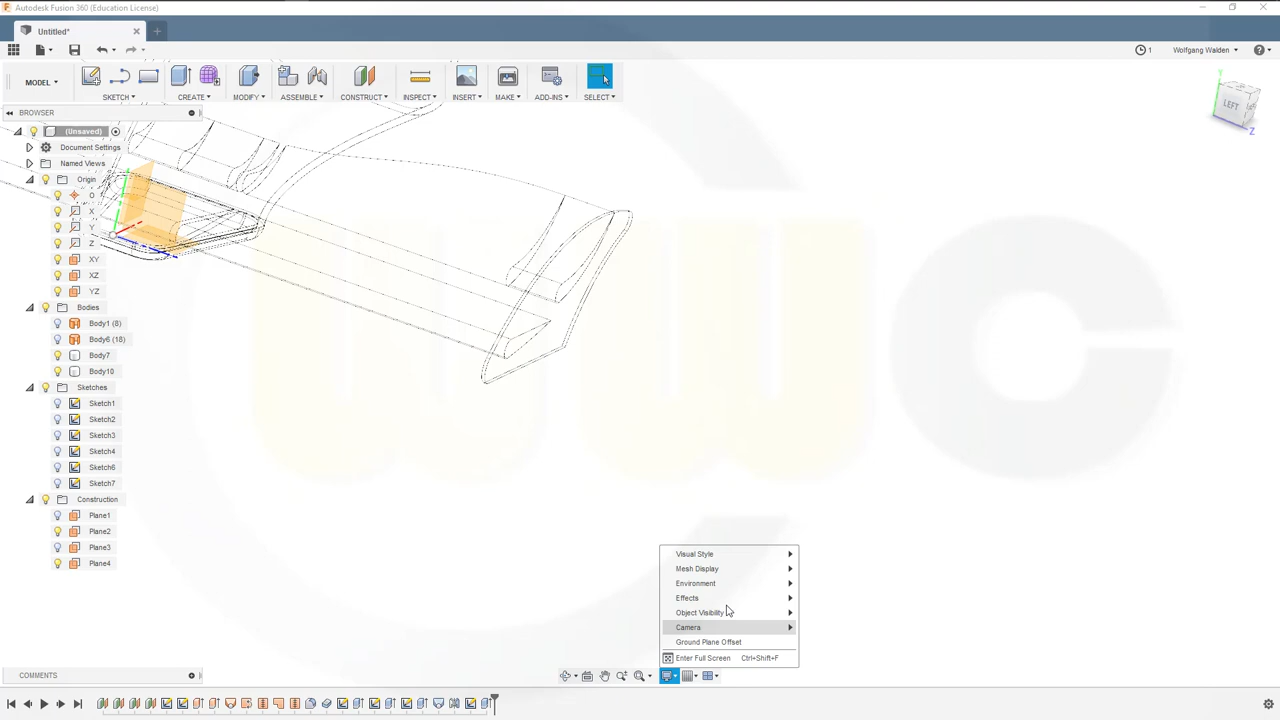 Autodesk Fusion 360 (Education License)
Untitled*
1
Wolfgang Walden
MODEL
SKETCH
CREATE
MODIFY
ASSEMBLE
CONSTRUCT
INSPECT
INSERT
MAKE
ADD-INS
SELECT
BROWSER
LEFT
Z
(Unsaved)
Document Settings
Named Views
Origin
O
X
Y
Z
XY
XZ
YZ
Bodies
Body1 (8)
Body6 (18)
Body7
Body10
Sketches
Sketch1
Sketch2
Sketch3
Sketch4
Sketch6
Sketch7
Construction
Plane1
Plane2
Plane3
Plane4
Visual Style
Mesh Display
Environment
Effects
Object Visibility
Camera
Ground Plane Offset
Enter Full Screen Ctrl+Shift+F
COMMENTS